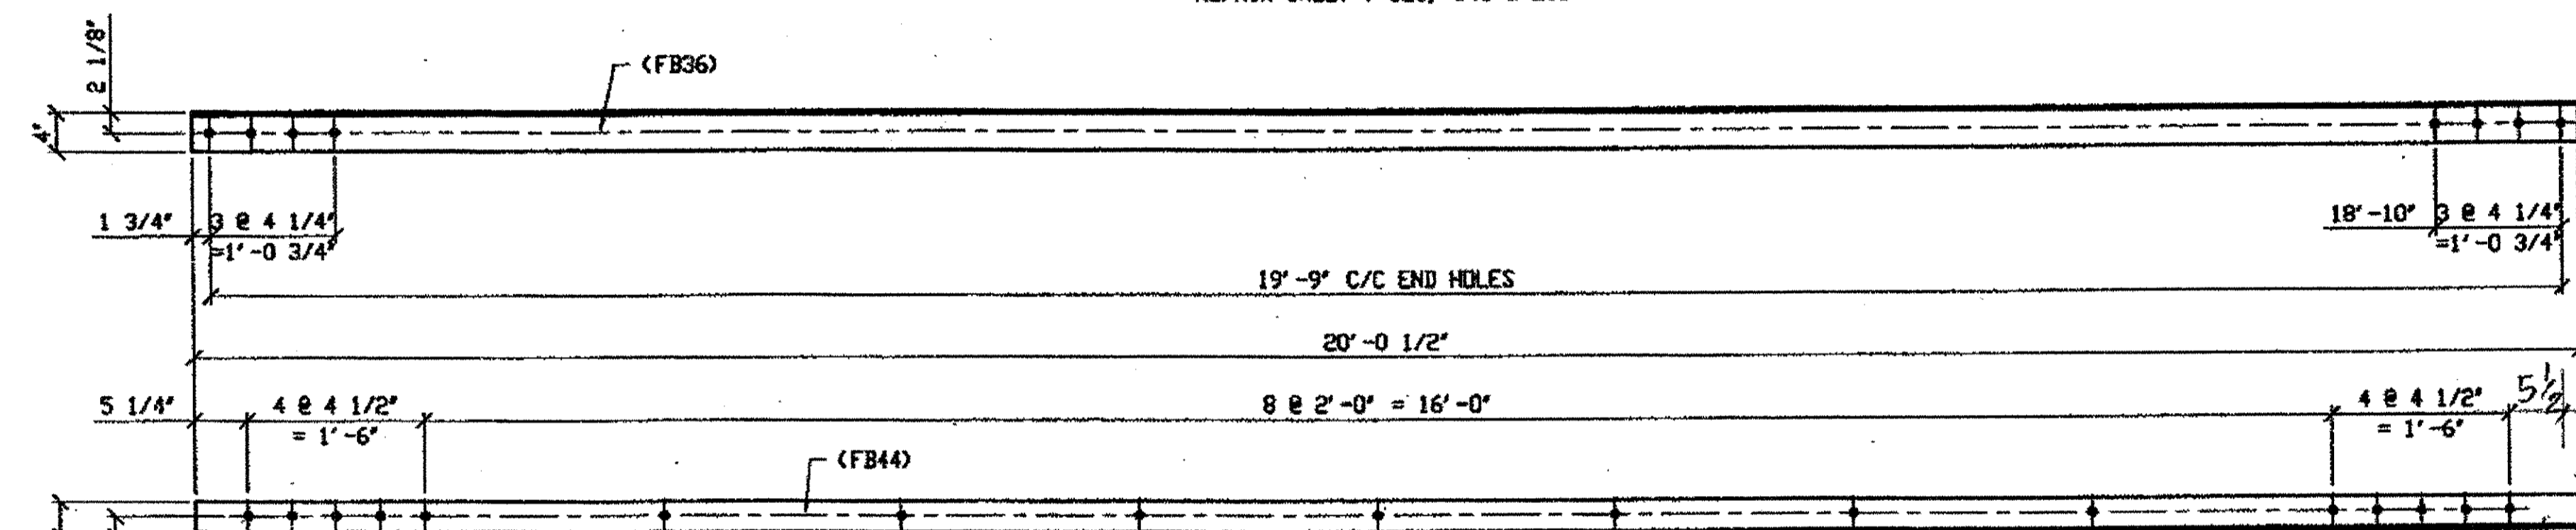 2 1/8"
(FB36)
4"
1 3/4"
3 @ 4 1/4"
=1'-0 3/4"
18'-10"
3 @ 4 1/4"
=1'-0 3/4"
19'-9" C/C END HOLES
20'-0 1/2"
5 1/4"
4 @ 4 1/2"
= 1'-6"
8 @ 2'-0" = 16'-0"
4 @ 4 1/2"
= 1'-6"
5 1/2
(FB44)